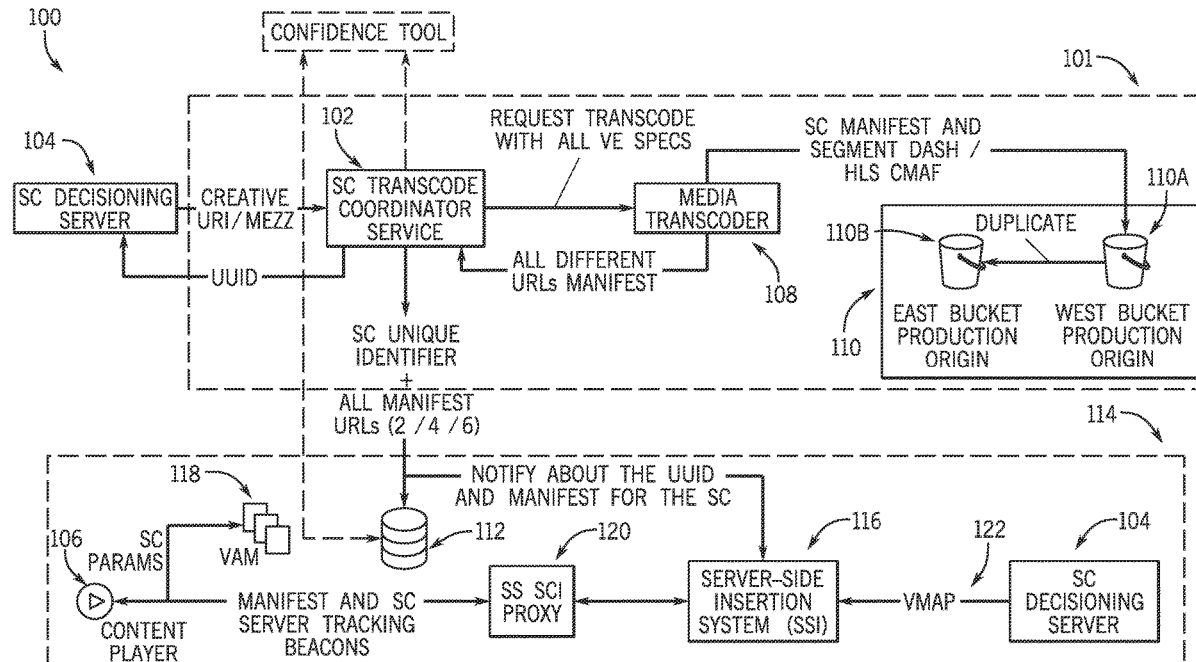 100
CONFIDENCE TOOL
101
104
102
REQUEST TRANSCODE
WITH ALL VE SPECS
SC MANIFEST AND
SEGMENT DASH /
HLS CMAF
110A
SC DECISIONING
SERVER
CREATIVE
URI/MEZZ
SC TRANSCODE
COORDINATOR
SERVICE
MEDIA
TRANSCODER
110B
DUPLICATE
UUID
ALL DIFFERENT
URLs MANIFEST
108
110
EAST BUCKET
PRODUCTION
ORIGIN
WEST BUCKET
PRODUCTION
ORIGIN
SC UNIQUE
IDENTIFIER
+
ALL MANIFEST
URLs (2 / 4 / 6)
114
118
NOTIFY ABOUT THE UUID
AND MANIFEST FOR THE SC
106
SC
PARAMS
VAM
112
120
116
122
104
MANIFEST AND SC
SERVER TRACKING
BEACONS
SS SCI
PROXY
SERVER-SIDE
INSERTION
SYSTEM (SSI)
VMAP
SC
DECISIONING
SERVER
CONTENT
PLAYER